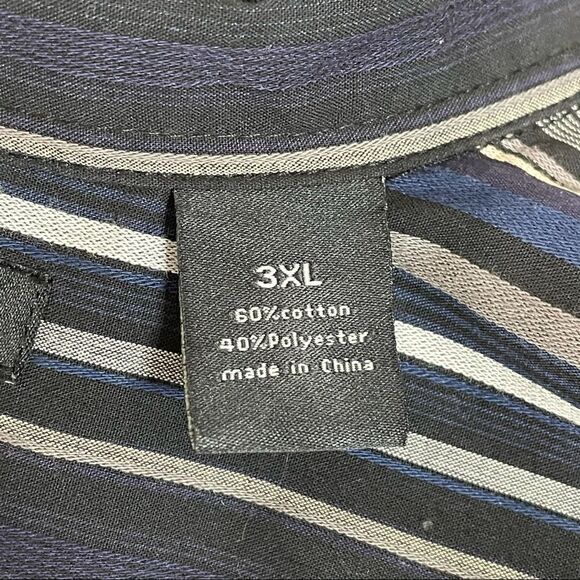 3XL
60%cotton
40%Polyester
made in China